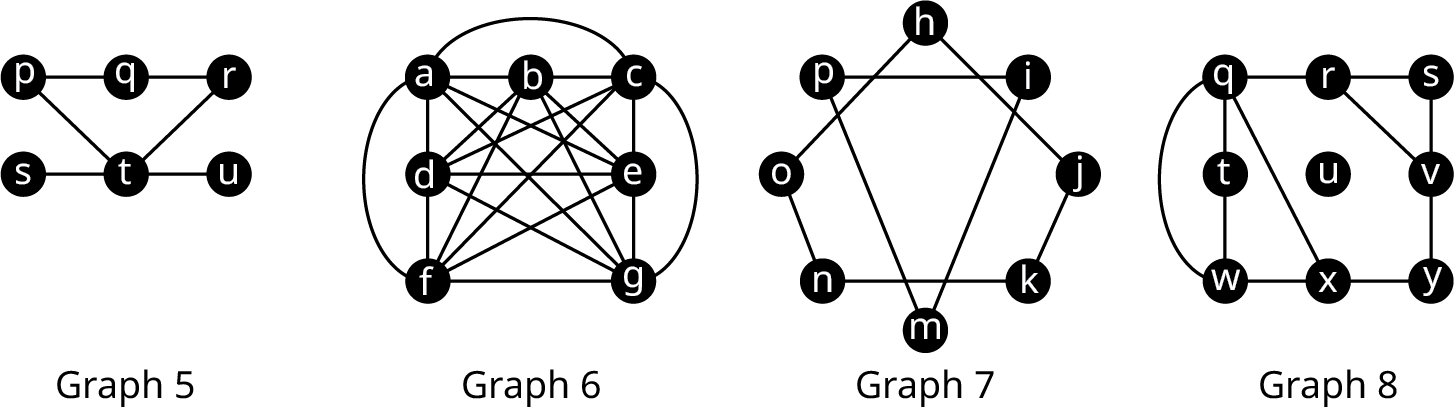 h
p q r a b c p i q r s
s t u d e o j t u v
f g n k w x y
m
Graph 5 Graph 6 Graph 7 Graph 8